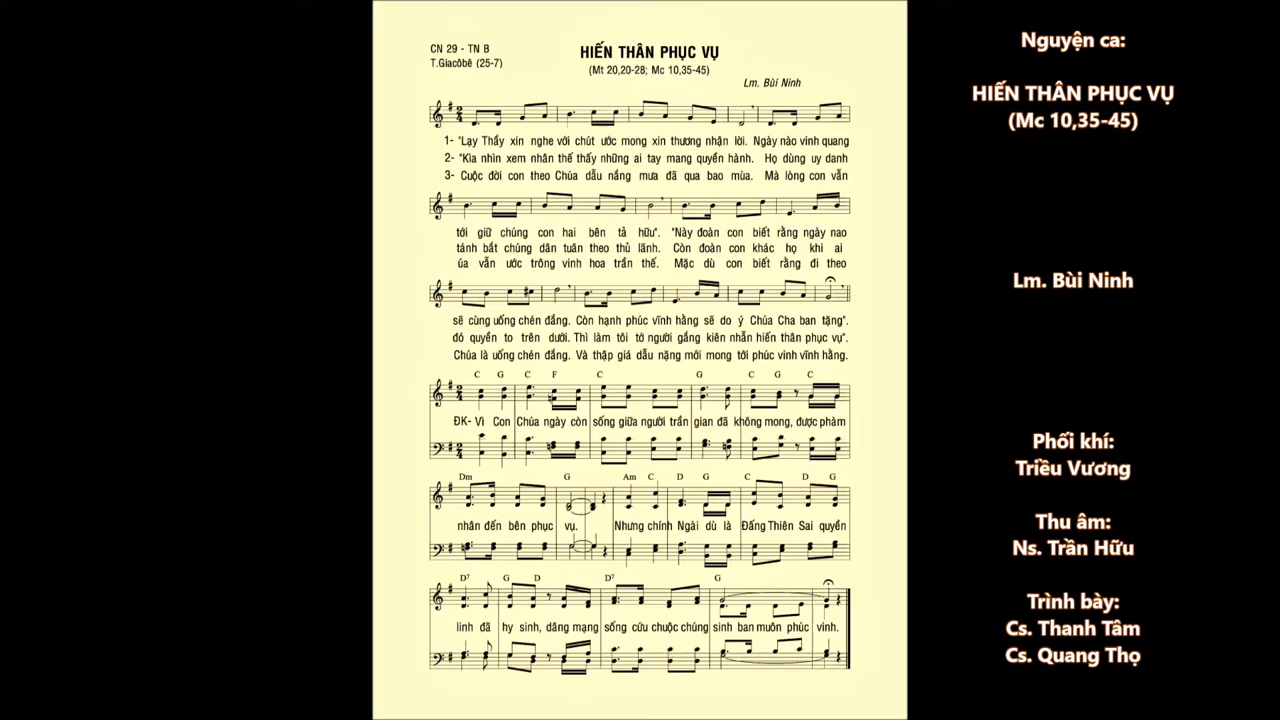 CN 29 - TN B
T.Giacôbê (25-7)
HIẾN THÂN PHỤC VỤ
(Mt 20,20-28; Mc 10,35-45)
Lm. Bùi Ninh
1- "Lạy Thầy xin nghe với chút ước mong xin thương nhận lời. Ngày nào vinh quang
2- "Kìa nhìn xem nhân thế thấy những ai tay mang quyền hành. Họ dùng uy danh
3- Cuộc đời con theo Chúa dẫu nắng mưa đã qua bao mùa. Mà lòng con vẫn
tới giữ chúng con hai bên tả hữu". "Này đoàn con biết rằng ngày nao
tánh bắt chúng dân tuân theo thủ lãnh. Còn đoàn con khác họ khi ai
úa vẫn ước trông vinh hoa trần thế. Mặc dù con biết rằng đi theo
sẽ cùng uống chén đắng. Còn hạnh phúc vĩnh hằng sẽ do ý Chúa Cha ban tặng".
đó quyền to trên dưới. Thì làm tôi tớ người gắng kiên nhẫn hiến thân phục vụ".
Chúa là uống chén đắng. Và thập giá dẫu nặng mới mong tới phúc vinh vĩnh hằng.
C G C F C G C G C
ĐK- Vì Con Chúa ngày còn sống giữa người trần gian đã không mong, được phàm
Dm G Am C D G C D G
nhân đến bên phục vụ. Nhưng chính Ngài dù là Đấng Thiên Sai quyền
D7 G D D7 G
linh đã hy sinh, dâng mạng sống cứu chuộc chúng sinh ban muôn phúc vinh.
Nguyện ca:
HIẾN THÂN PHỤC VỤ
(Mc 10,35-45)
Lm. Bùi Ninh
Phối khí:
Triều Vương
Thu âm:
Ns. Trần Hữu
Trình bày:
Cs. Thanh Tâm
Cs. Quang Thọ